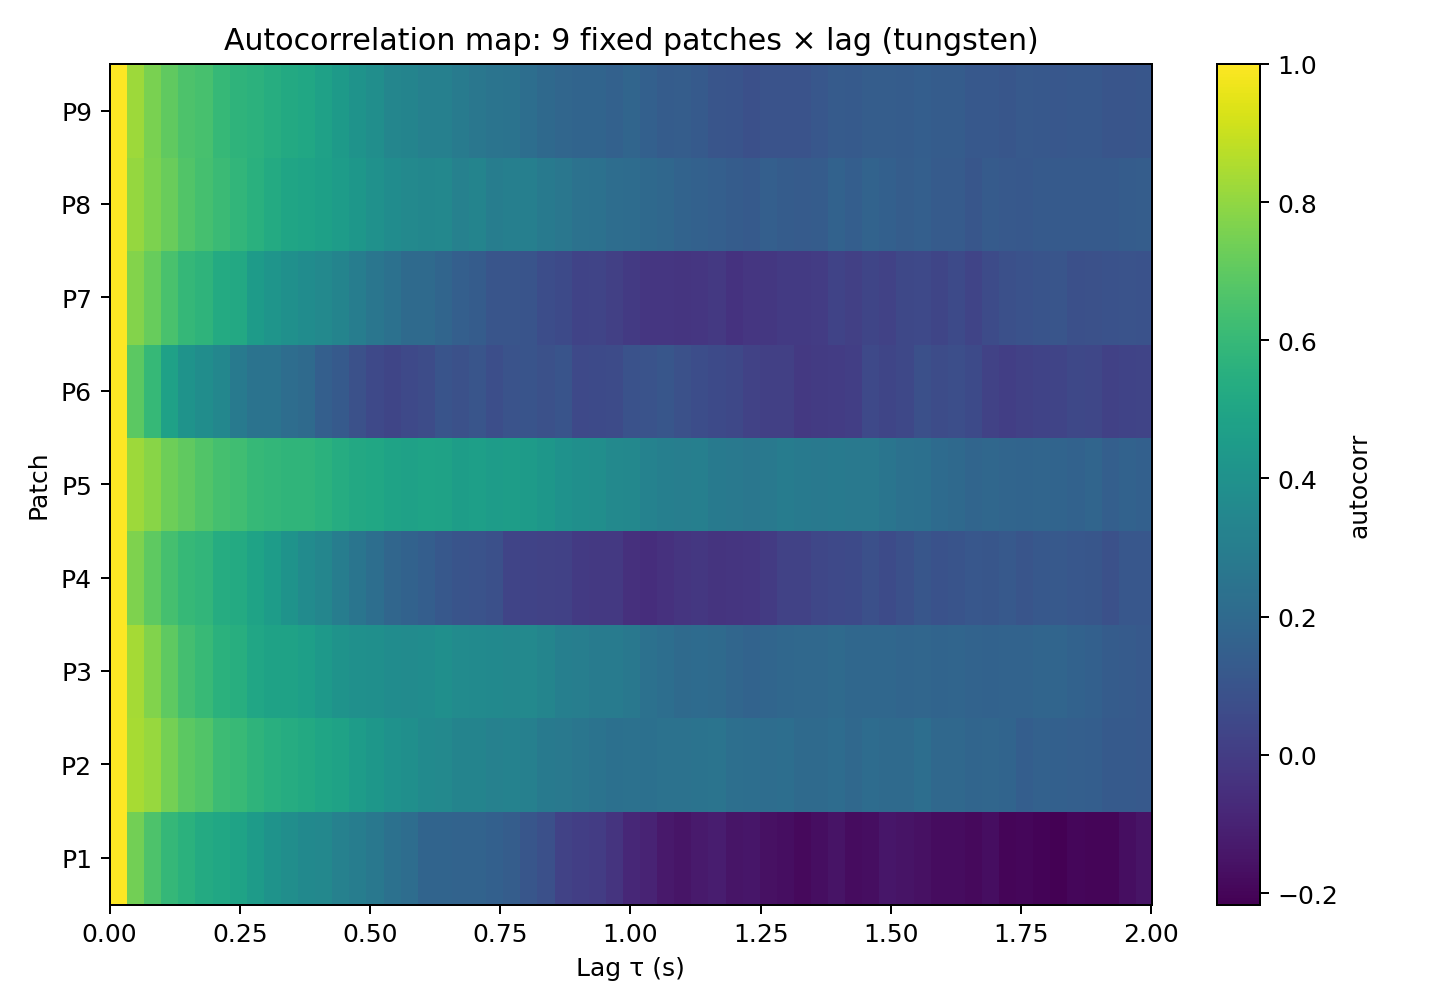 Autocorrelation map: 9 fixed patches × lag (tungsten)
P9
P8
P7
P6
P5
P4
P3
P2
P1
Patch
0.00 0.25 0.50 0.75 1.00 1.25 1.50 1.75 2.00
Lag τ (s)
1.0
0.8
0.6
0.4
0.2
0.0
−0.2
autocorr